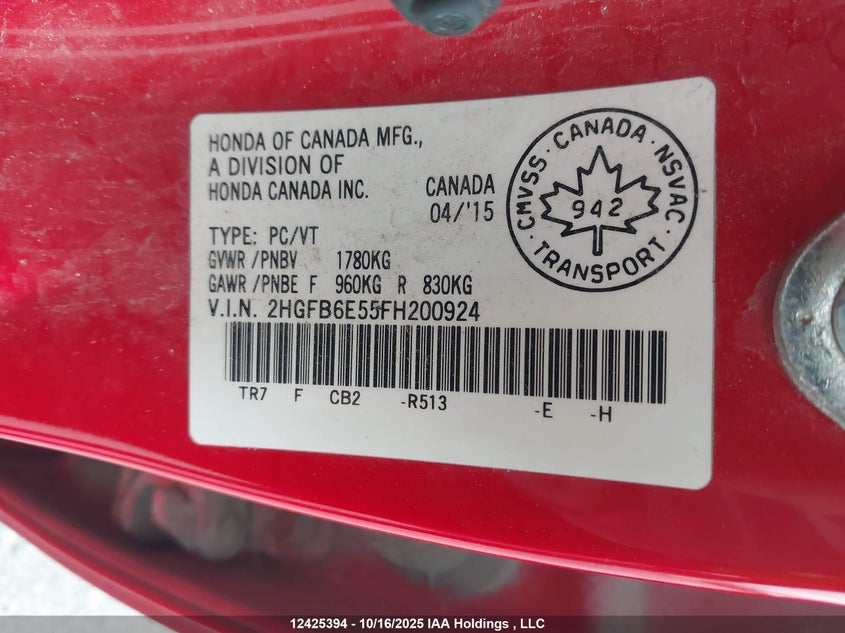 HONDA OF CANADA MFG.,
A DIVISION OF
HONDA CANADA INC. CANADA
04/'15
TYPE: PC/VT
GVWR /PNBV 1780KG
GAWR /PNBE F 960KG R 830KG
V.I.N. 2HGFB6E55FH200924
TR7 F CB2 -R513 -E -H
CMVSS · CANADA · NSVAC
942
TRANSPORT
12425394 - 10/16/2025 IAA Holdings , LLC